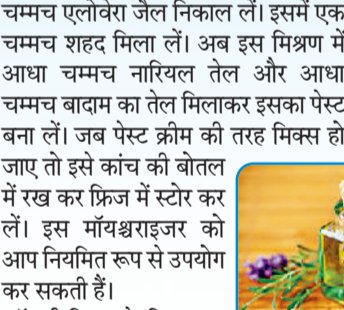 चम्मच एलोवेरा जैल निकाल लें। इसमें एक
चम्मच शहद मिला लें। अब इस मिश्रण में
आधा चम्मच नारियल तेल और आधा
चम्मच बादाम का तेल मिलाकर इसका पेस्ट
बना लें। जब पेस्ट क्रीम की तरह मिक्स हो
जाए तो इसे कांच की बोतल
में रख कर फ्रिज में स्टोर कर
लें। इस मॉयश्चराइजर को
आप नियमित रूप से उपयोग
कर सकती हैं।